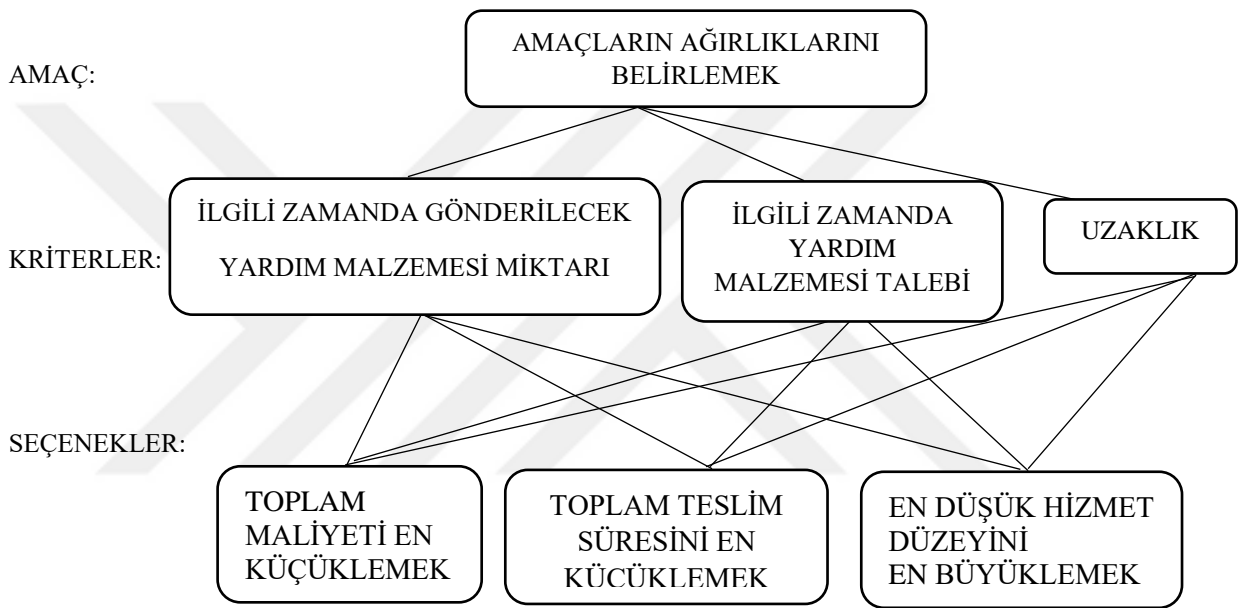 AMAÇ:
AMAÇLARIN AĞIRLIKLARINI
BELİRLEMEK
KRİTERLER:
İLGİLİ ZAMANDA GÖNDERİLECEK
YARDIM MALZEMESİ MİKTARI
İLGİLİ ZAMANDA
YARDIM
MALZEMESİ TALEBİ
UZAKLIK
SEÇENEKLER:
TOPLAM
MALİYETİ EN
KÜÇÜKLEMEK
TOPLAM TESLİM
SÜRESİNİ EN
KÜÇÜKLEMEK
EN DÜŞÜK HİZMET
DÜZEYİNİ
EN BÜYÜKLEMEK